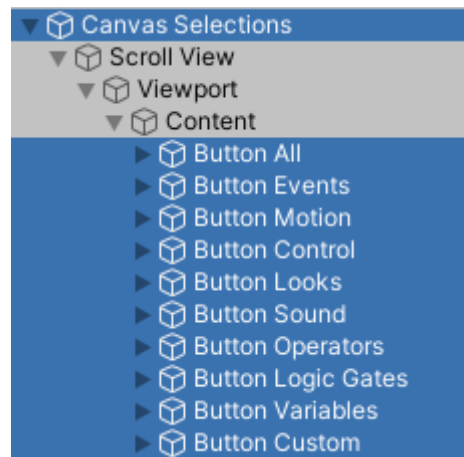 Canvas Selections
Scroll View
Viewport
Content
Button All
Button Events
Button Motion
Button Control
Button Looks
Button Sound
Button Operators
Button Logic Gates
Button Variables
Button Custom